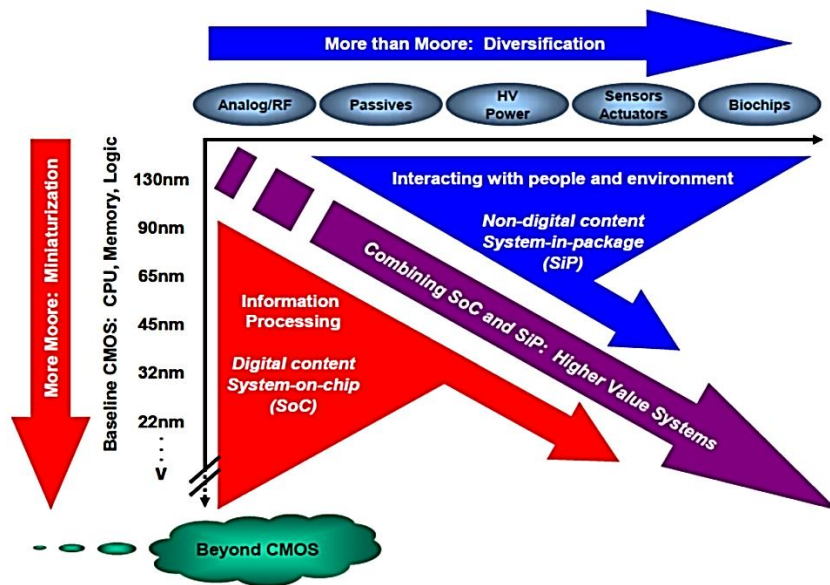 More than Moore: Diversification
Analog/RF
Passives
HV
Power
Sensors
Actuators
Biochips
More Moore: Miniaturization
Baseline CMOS: CPU, Memory, Logic
130nm
90nm
65nm
45nm
32nm
22nm
V
Interacting with people and environment
Non-digital content
System-in-package
(SiP)
Combining SoC and SiP: Higher Value Systems
Information
Processing
Digital content
System-on-chip
(SoC)
Beyond CMOS